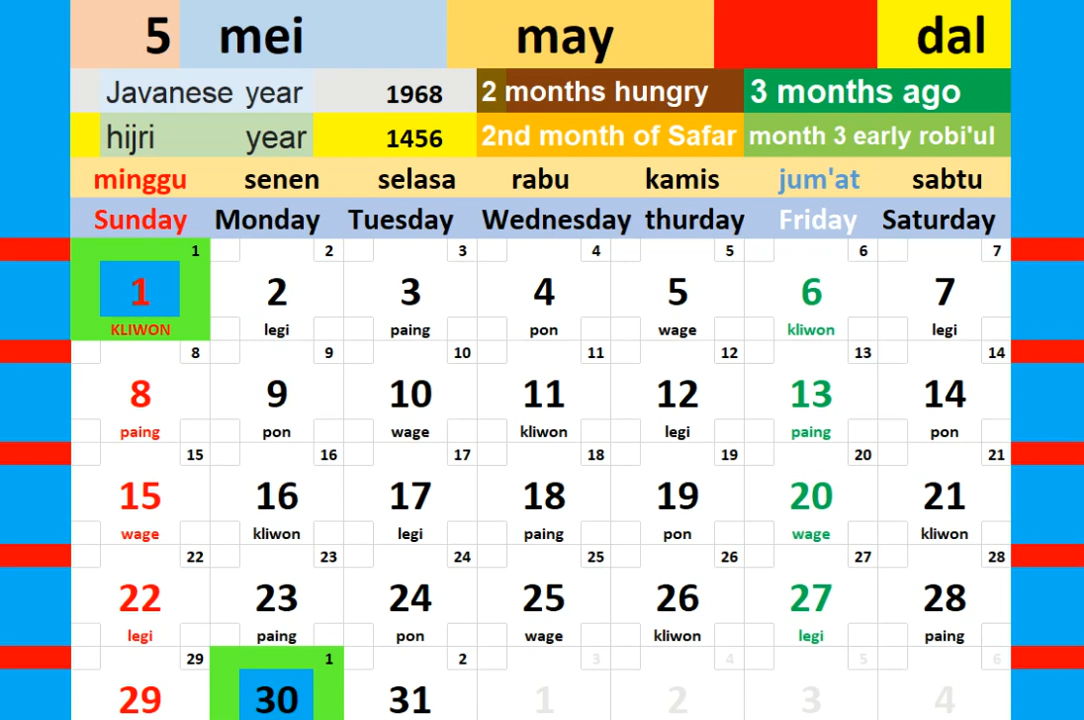 5 mei may dal
Javanese year 1968 2 months hungry 3 months ago
hijri year 1456 2nd month of Safar month 3 early robi'ul
minggu senen selasa rabu kamis jum'at sabtu
Sunday Monday Tuesday Wednesday thurday Friday Saturday
1 2 3 4 5 6 7
1 2 3 4 5 6 7
KLIWON legi paing pon wage kliwon legi
8 9 10 11 12 13 14
8 9 10 11 12 13 14
paing pon wage kliwon legi paing pon
15 16 17 18 19 20 21
15 16 17 18 19 20 21
wage kliwon legi paing pon wage kliwon
22 23 24 25 26 27 28
22 23 24 25 26 27 28
legi paing pon wage kliwon legi paing
29 1 2 3 4 5 6
29 30 31 1 2 3 4